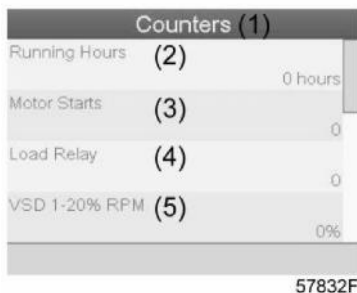 Counters (1)
Running Hours (2)
0 hours
Motor Starts (3)
0
Load Relay (4)
0
VSD 1-20% RPM (5)
0%
57832F